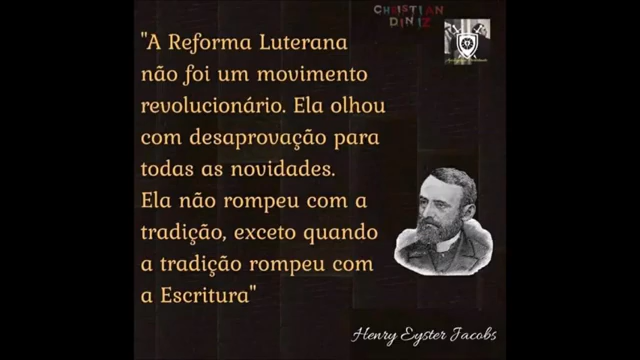 CHRISTIAN
DINIZ
"A Reforma Luterana
não foi um movimento
revolucionário. Ela olhou
com desaprovação para
todas as novidades.
Ela não rompeu com a
tradição, exceto quando
a tradição rompeu com
a Escritura"
Henry Eyster Jacobs